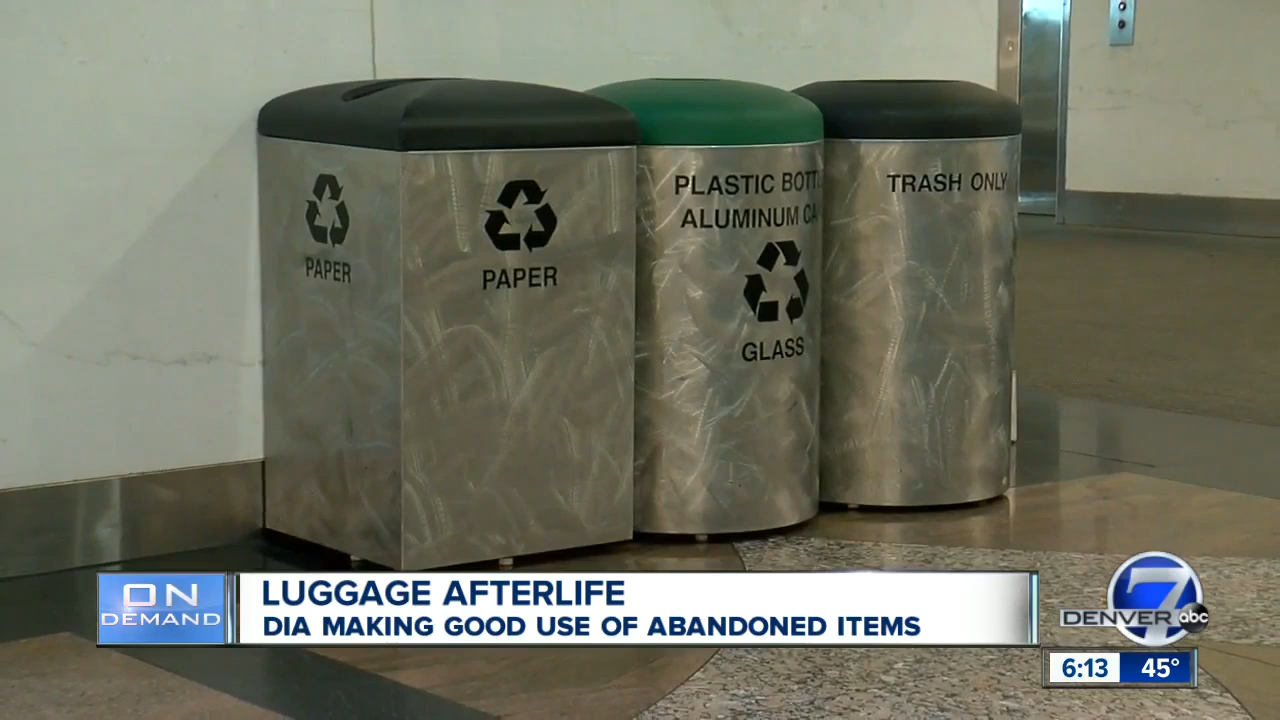 PAPER
PAPER
PLASTIC BOTT
ALUMINUM CA
GLASS
TRASH ONLY
ON
DEMAND
LUGGAGE AFTERLIFE
DIA MAKING GOOD USE OF ABANDONED ITEMS
DENVER 7 abc
6:13 45°